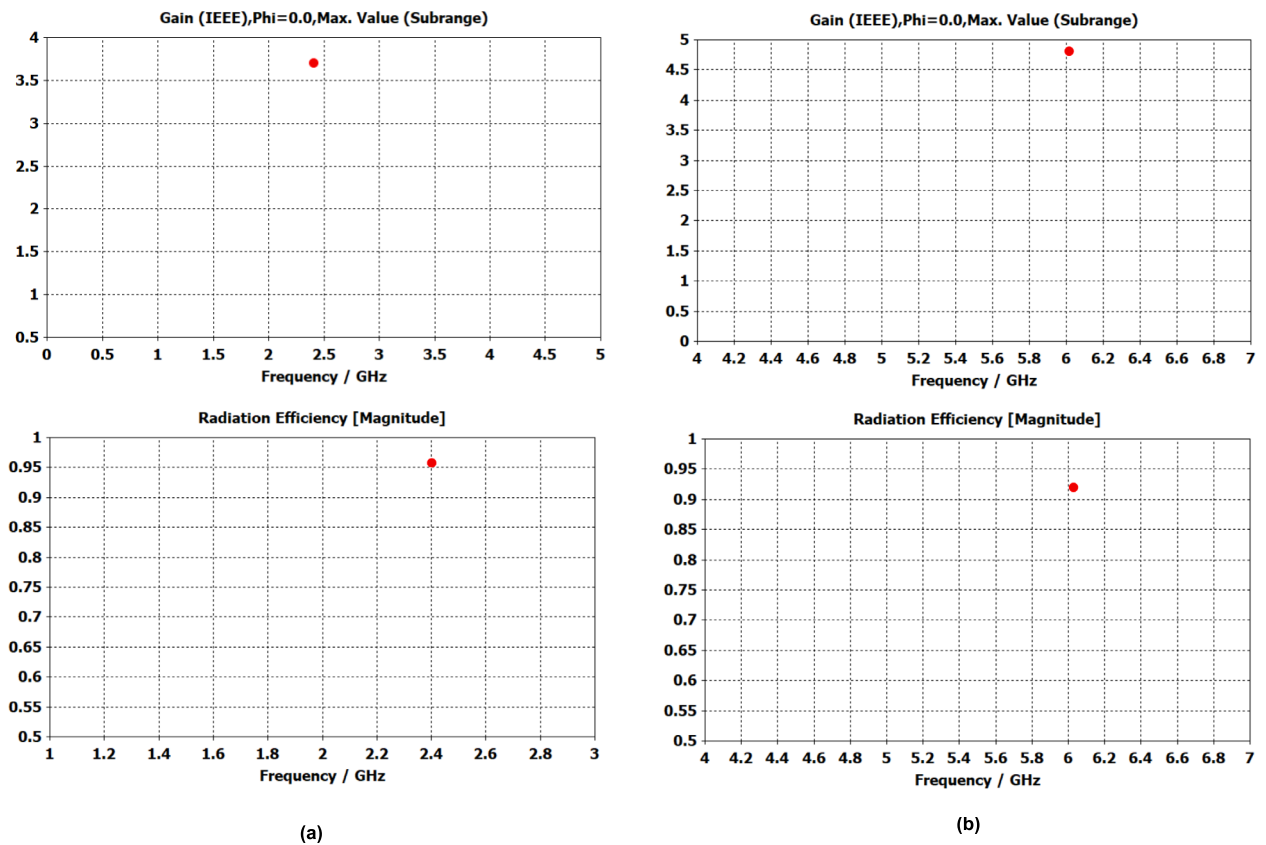 Gain (IEEE),Phi=0.0,Max. Value (Subrange)
4
3.5
3
2.5
2
1.5
1
0.5
0 0.5 1 1.5 2 2.5 3 3.5 4 4.5 5
Frequency / GHz
Radiation Efficiency [Magnitude]
1
0.95
0.9
0.85
0.8
0.75
0.7
0.65
0.6
0.55
0.5
1 1.2 1.4 1.6 1.8 2 2.2 2.4 2.6 2.8 3
Frequency / GHz
(a)
Gain (IEEE),Phi=0.0,Max. Value (Subrange)
5
4.5
4
3.5
3
2.5
2
1.5
1
0.5
0
4 4.2 4.4 4.6 4.8 5 5.2 5.4 5.6 5.8 6 6.2 6.4 6.6 6.8 7
Frequency / GHz
Radiation Efficiency [Magnitude]
1
0.95
0.9
0.85
0.8
0.75
0.7
0.65
0.6
0.55
0.5
4 4.2 4.4 4.6 4.8 5 5.2 5.4 5.6 5.8 6 6.2 6.4 6.6 6.8 7
Frequency / GHz
(b)